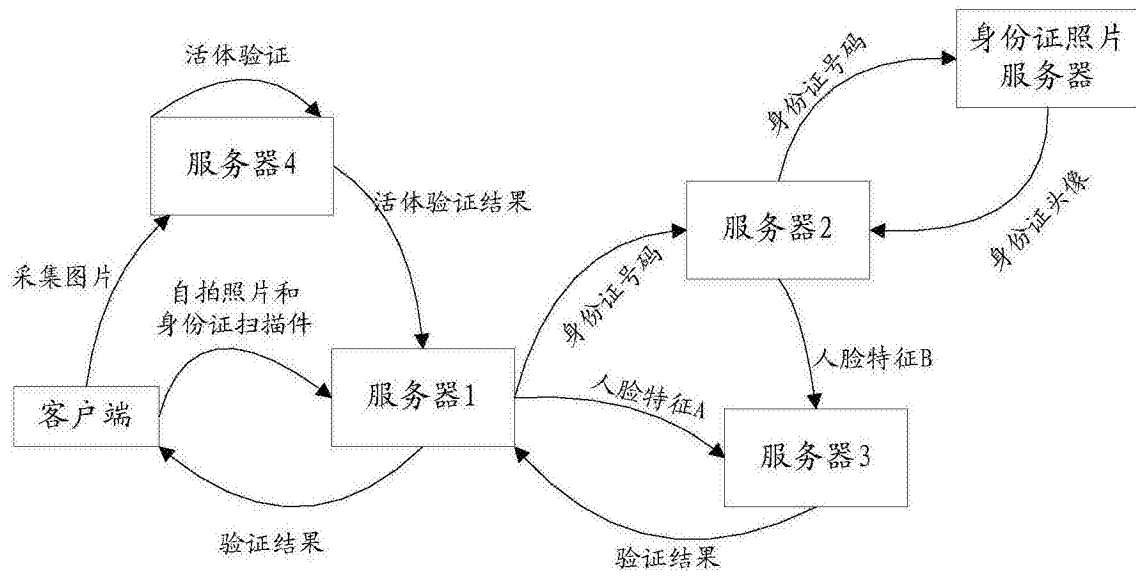 活体验证
服务器4
活体验证结果
采集图片
自拍照片和
身份证扫描件
客户端
服务器1
验证结果
身份证号码
人脸特征A
身份证号码
身份证照片
服务器
身份证头像
服务器2
人脸特征B
服务器3
验证结果